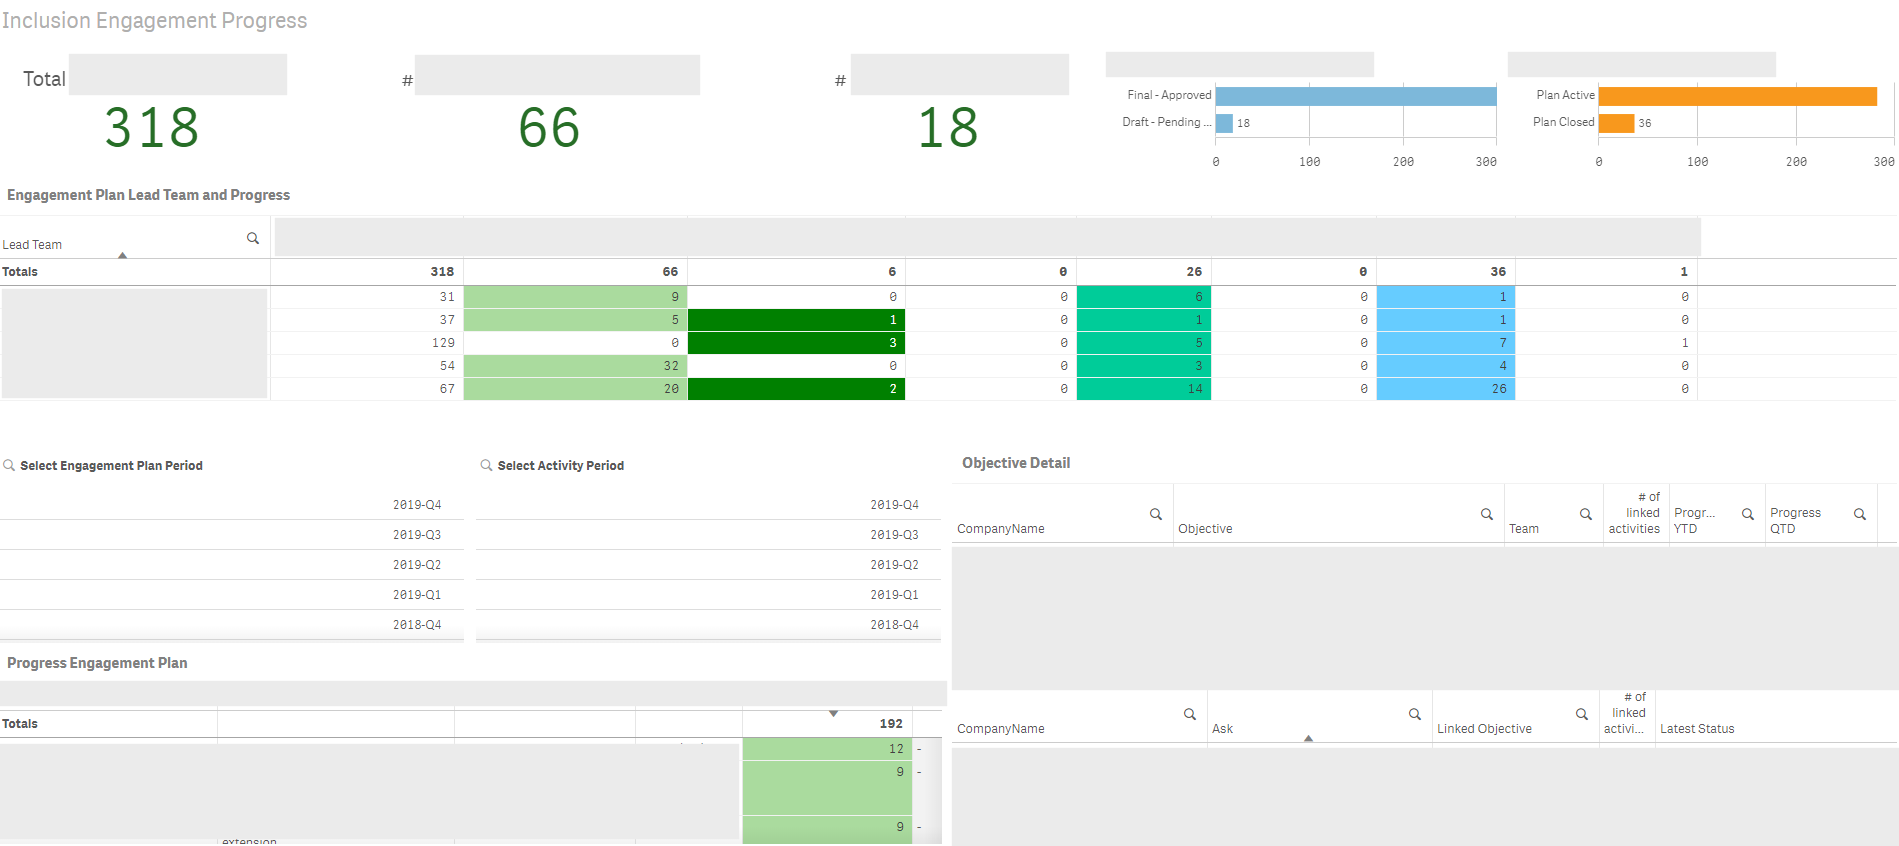 Inclusion Engagement Progress
Total
318
#
66
#
18
Final - Approved
Draft - Pending ...
18
0 100 200 300
Plan Active
Plan Closed
36
0 100 200 300
Engagement Plan Lead Team and Progress
Lead Team
Totals 318 66 6 0 26 0 36 1
31 9 0 0 6 0 1 0
37 5 1 0 1 0 1 0
129 0 3 0 5 0 7 1
54 32 0 0 3 0 4 0
67 20 2 0 14 0 26 0
Select Engagement Plan Period
2019-Q4
2019-Q3
2019-Q2
2019-Q1
2018-Q4
Select Activity Period
2019-Q4
2019-Q3
2019-Q2
2019-Q1
2018-Q4
Progress Engagement Plan
Totals 192
12 -
9 -
9 -
extension
Objective Detail
CompanyName
Objective
Team
# of
linked
activities
Progr...
YTD
Progress
QTD
CompanyName
Ask
Linked Objective
# of
linked
activi...
Latest Status